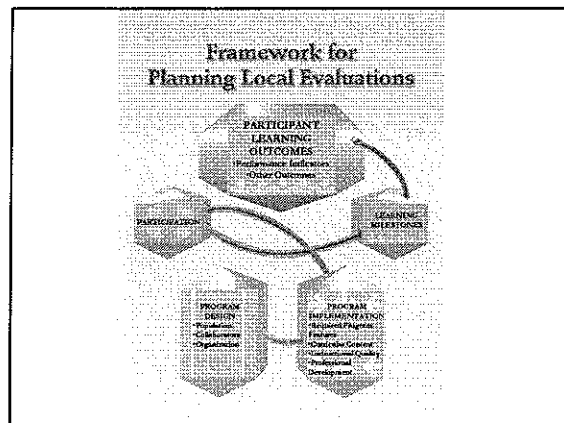 Framework for
Planning Local Evaluations
PARTICIPANT
LEARNING
OUTCOMES
•Performance Indicators
•Other Outcomes
PARTICIPATION
LEARNING
MILESTONES
PROGRAM
DESIGN
•Population
•Collaborators
•Organization
PROGRAM
IMPLEMENTATION
•Required Program
Features
•Curricular Content
•Instructional Quality
•Professional
Development